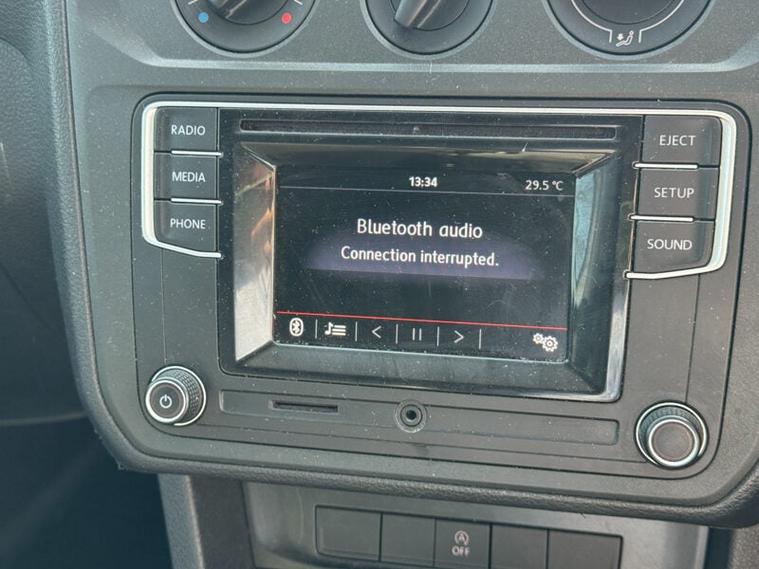 RADIO
EJECT
13:34
29.5 °C
MEDIA
SETUP
PHONE
Bluetooth audio
SOUND
Connection interrupted.
A
OFF